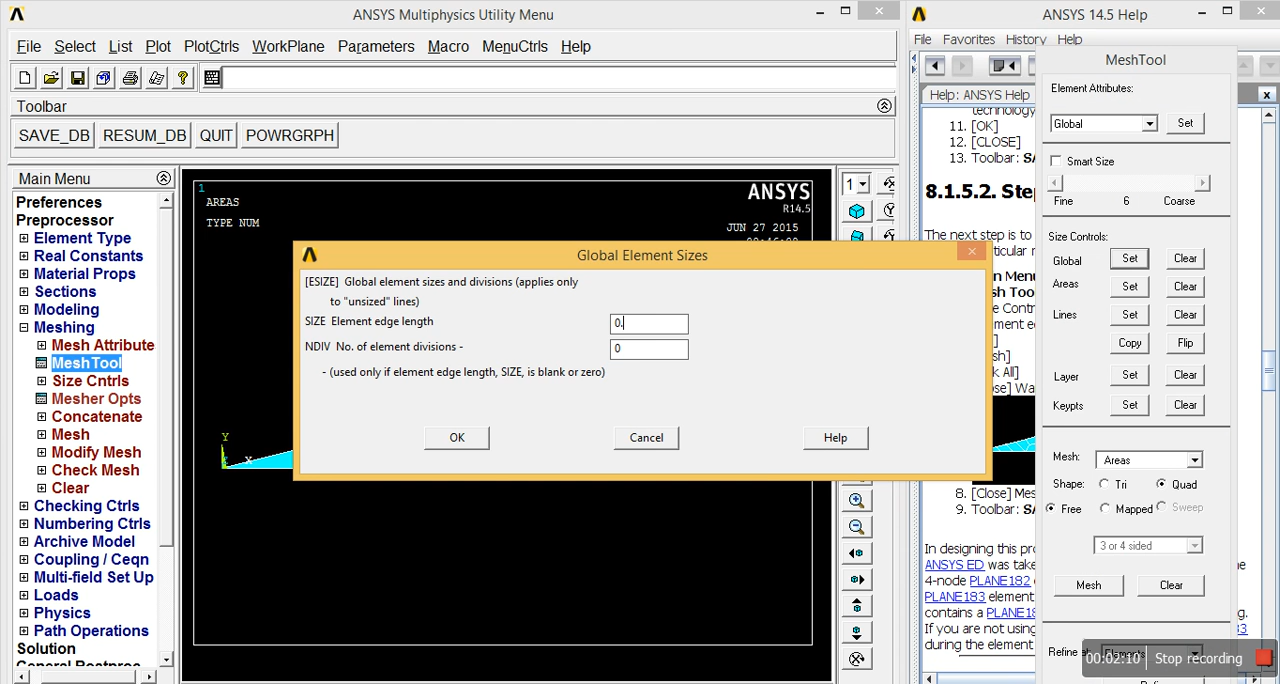 ANSYS Multiphysics Utility Menu
File Select List Plot PlotCtrls WorkPlane Parameters Macro MenuCtrls Help
Toolbar
SAVE_DB RESUM_DB QUIT POWRGRPH
Main Menu
Preferences
Preprocessor
Element Type
Real Constants
Material Props
Sections
Modeling
Meshing
Mesh Attribute
MeshTool
Size Cntrls
Mesher Opts
Concatenate
Mesh
Modify Mesh
Check Mesh
Clear
Checking Ctrls
Numbering Ctrls
Archive Model
Coupling / Ceqn
Multi-field Set Up
Loads
Physics
Path Operations
Solution
General Postproc
1
AREAS
TYPE NUM
ANSYS
R14.5
JUN 27 2015
Y
X
1
Global Element Sizes
[ESIZE] Global element sizes and divisions (applies only
to "unsized" lines)
SIZE Element edge length
0.
NDIV No. of element divisions -
0
- (used only if element edge length, SIZE, is blank or zero)
OK Cancel Help
ANSYS 14.5 Help
File Favorites History Help
Help: ANSYS Help
technology
11. [OK]
12. [CLOSE]
13. Toolbar: SA
8.1.5.2. Step
The next step is to
8. [Close] Mes
9. Toolbar: SA
In designing this pro
ANSYS ED was take
4-node PLANE182
PLANE183 element
contains a PLANE18
If you are not using
during the element
MeshTool
Element Attributes:
Global Set
Smart Size
Fine 6 Coarse
Size Controls:
Global Set Clear
Areas Set Clear
Lines Set Clear
Copy Flip
Layer Set Clear
Keypts Set Clear
Mesh: Areas
Shape: Tri Quad
Free Mapped Sweep
3 or 4 sided
Mesh Clear
Refine at: Elements
00:02:10 Stop recording